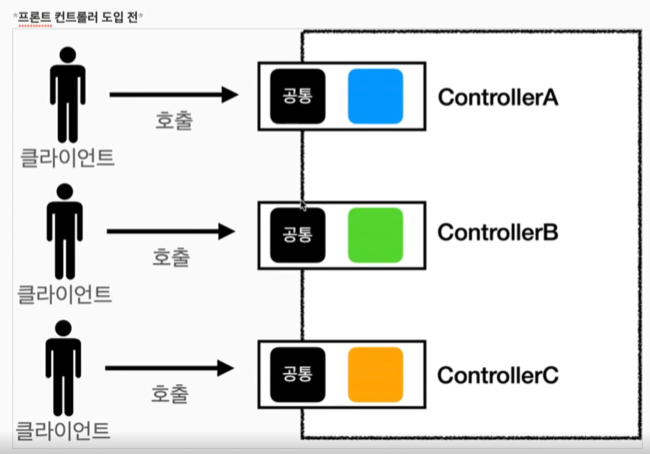 *프론트 컨트롤러 도입 전*
공통
ControllerA
호출
클라이언트
공통
ControllerB
호출
클라이언트
공통
ControllerC
호출
클라이언트